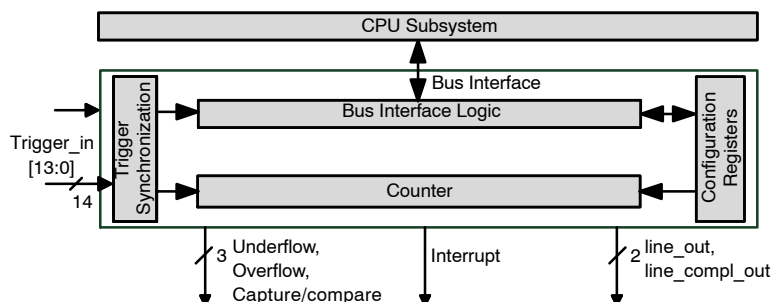 CPU Subsystem
Bus Interface
Bus Interface Logic
Trigger
Synchronization
Configuration
Registers
Trigger_in
[13:0]
14
Counter
3
Underflow,
Overflow,
Capture/compare
Interrupt
2
line_out,
line_compl_out